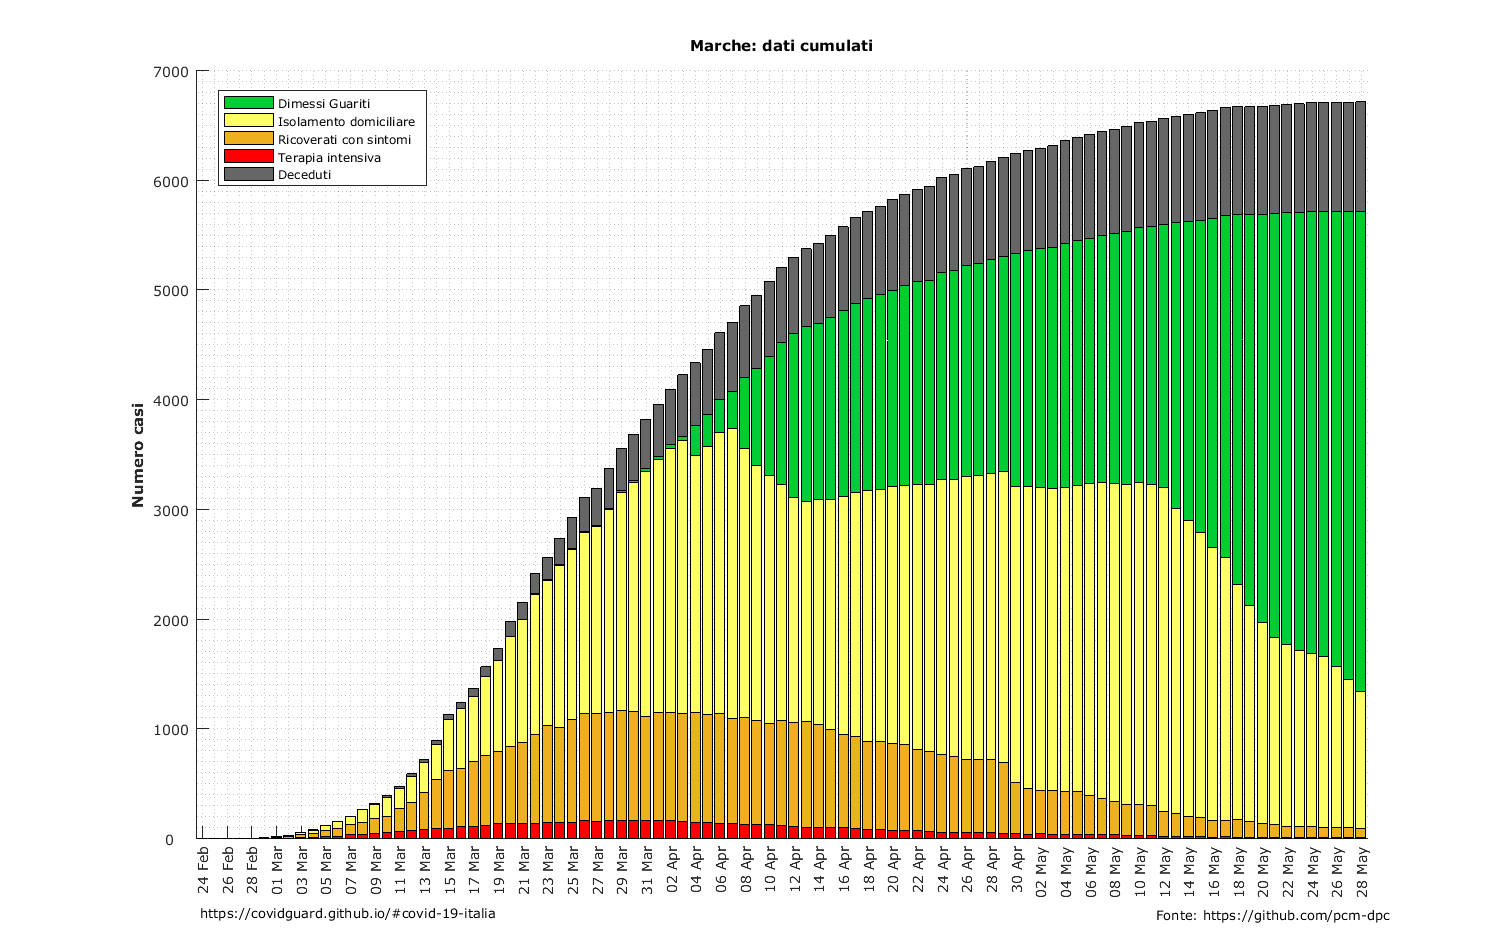 Marche: dati cumulati
7000
6000
5000
4000
3000
2000
1000
0
Numero casi
Dimessi Guariti
Isolamento domiciliare
Ricoverati con sintomi
Terapia intensiva
Deceduti
24 Feb
26 Feb
28 Feb
01 Mar
03 Mar
05 Mar
07 Mar
09 Mar
11 Mar
13 Mar
15 Mar
17 Mar
19 Mar
21 Mar
23 Mar
25 Mar
27 Mar
29 Mar
31 Mar
02 Apr
04 Apr
06 Apr
08 Apr
10 Apr
12 Apr
14 Apr
16 Apr
18 Apr
20 Apr
22 Apr
24 Apr
26 Apr
28 Apr
30 Apr
02 May
04 May
06 May
08 May
10 May
12 May
14 May
16 May
18 May
20 May
22 May
24 May
26 May
28 May
https://covidguard.github.io/#covid-19-italia
Fonte: https://github.com/pcm-dpc